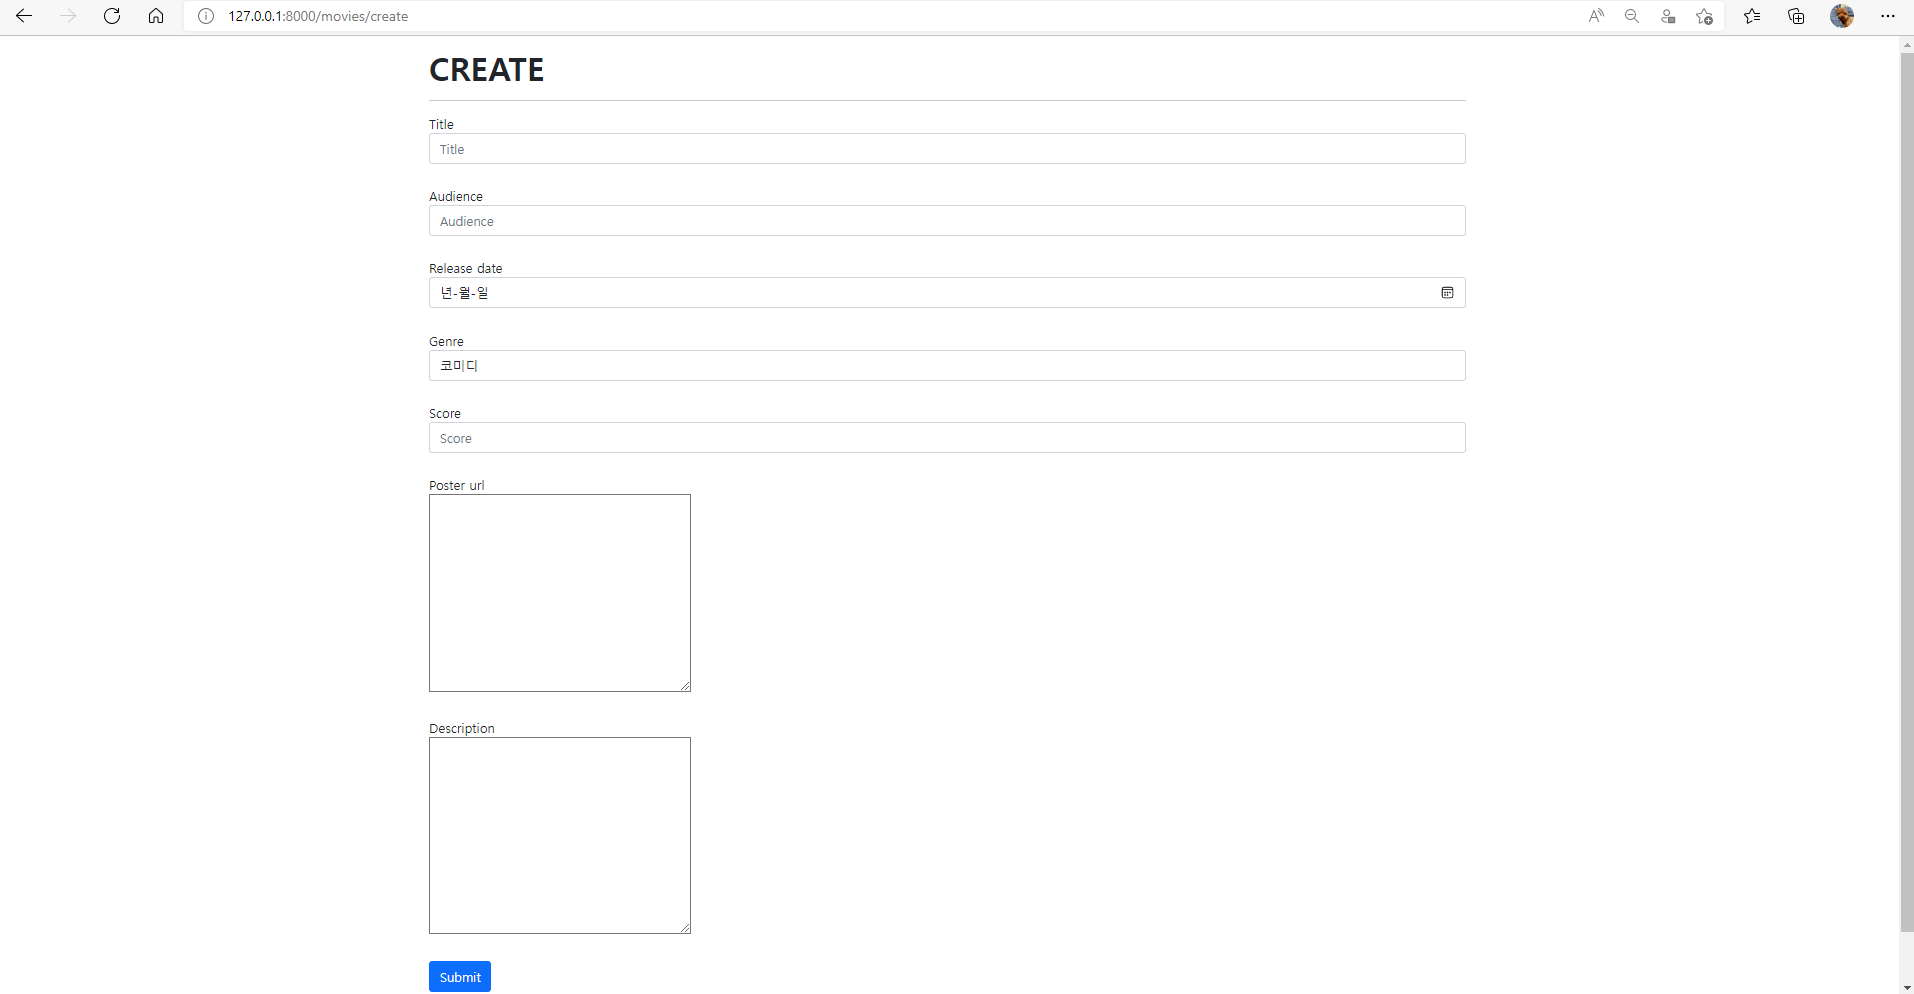 127.0.0.1:8000/movies/create
CREATE
Title
Title
Audience
Audience
Release date
년-월-일
Genre
코미디
Score
Score
Poster url
Description
Submit